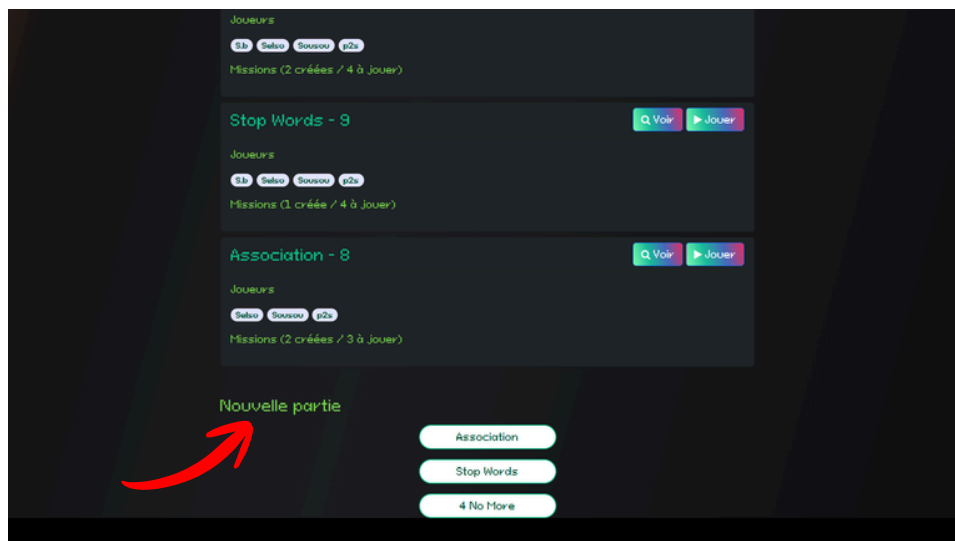 Joueurs
S.b Selso Sousou p2s
Missions (2 créées / 4 à jouer)
Stop Words - 9 Voir Jouer
Joueurs
S.b Selso Sousou p2s
Missions (1 créée / 4 à jouer)
Association - 8 Voir Jouer
Joueurs
Selso Sousou p2s
Missions (2 créées / 3 à jouer)
Nouvelle partie
Association
Stop Words
4 No More